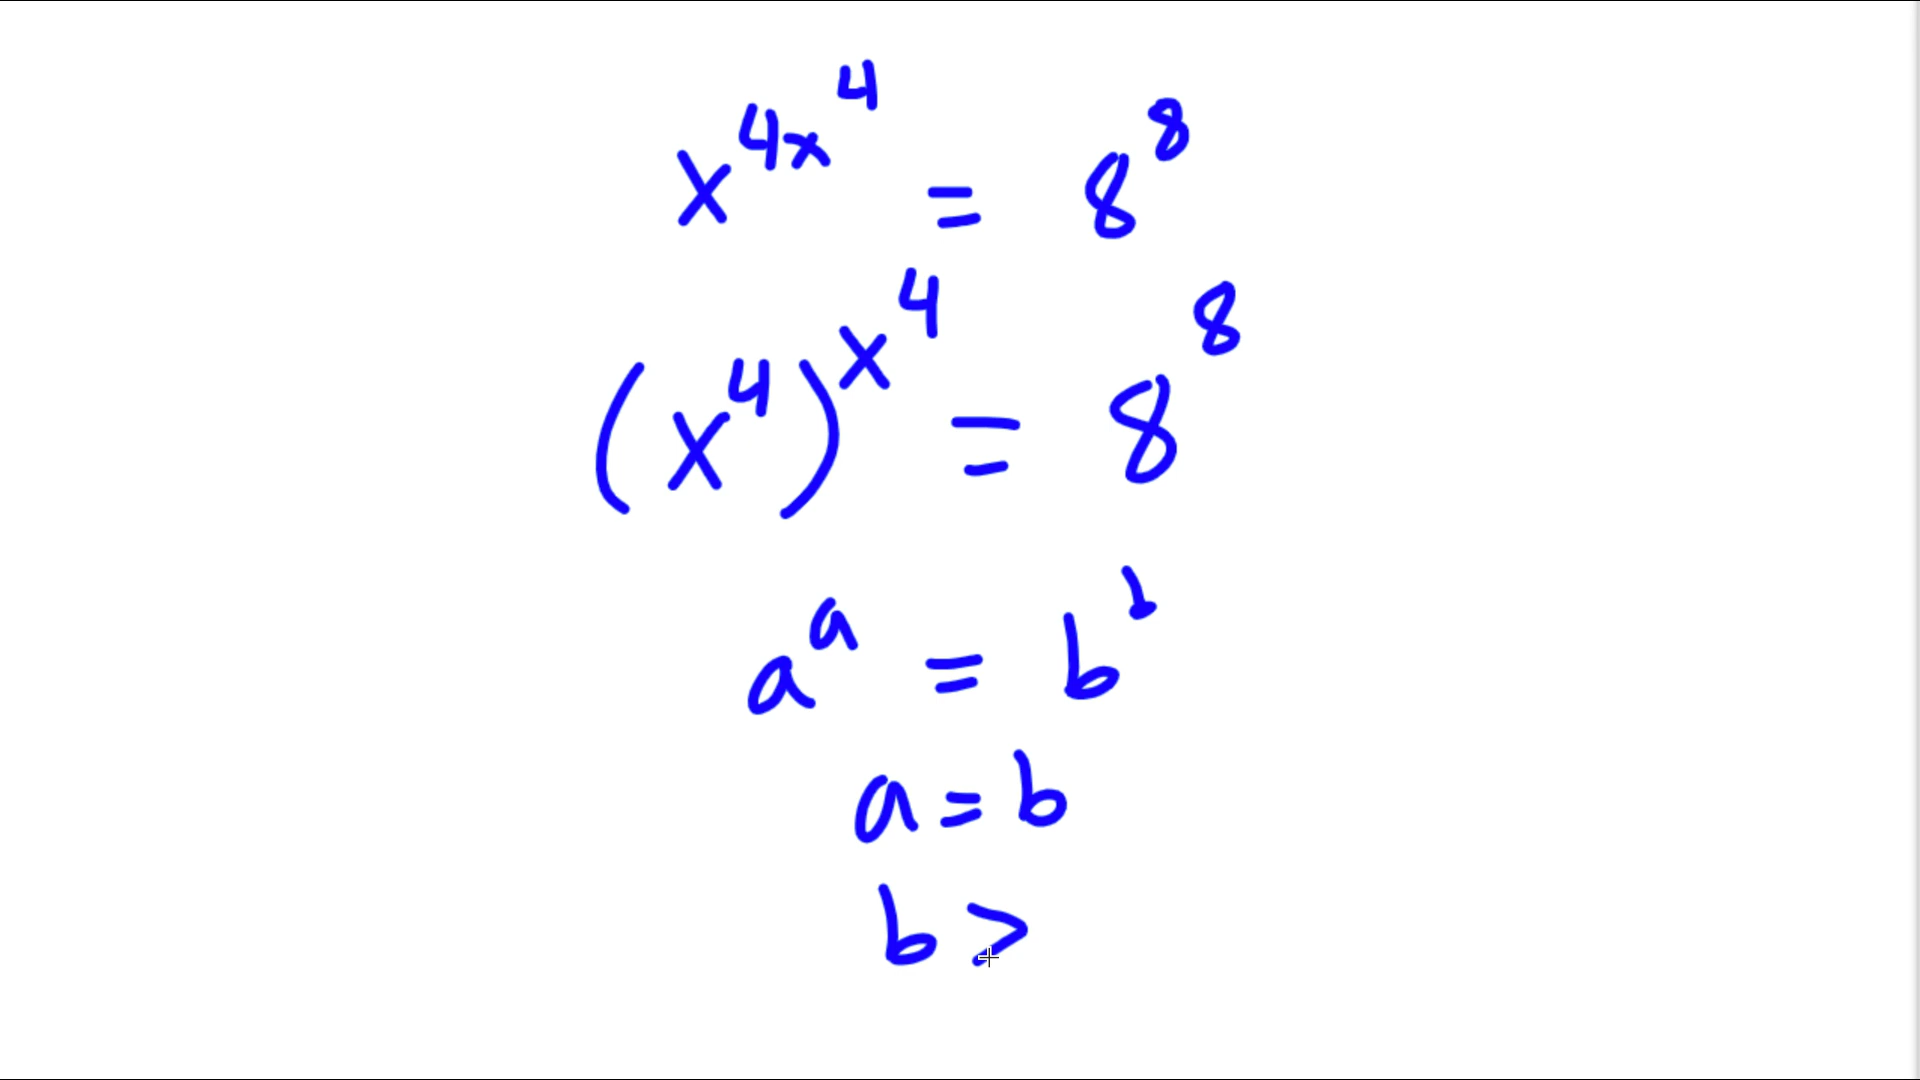 x^{4x^4} = 8^8
(x^4)^{x^4} = 8^8
a^a = b^b
a = b
b >